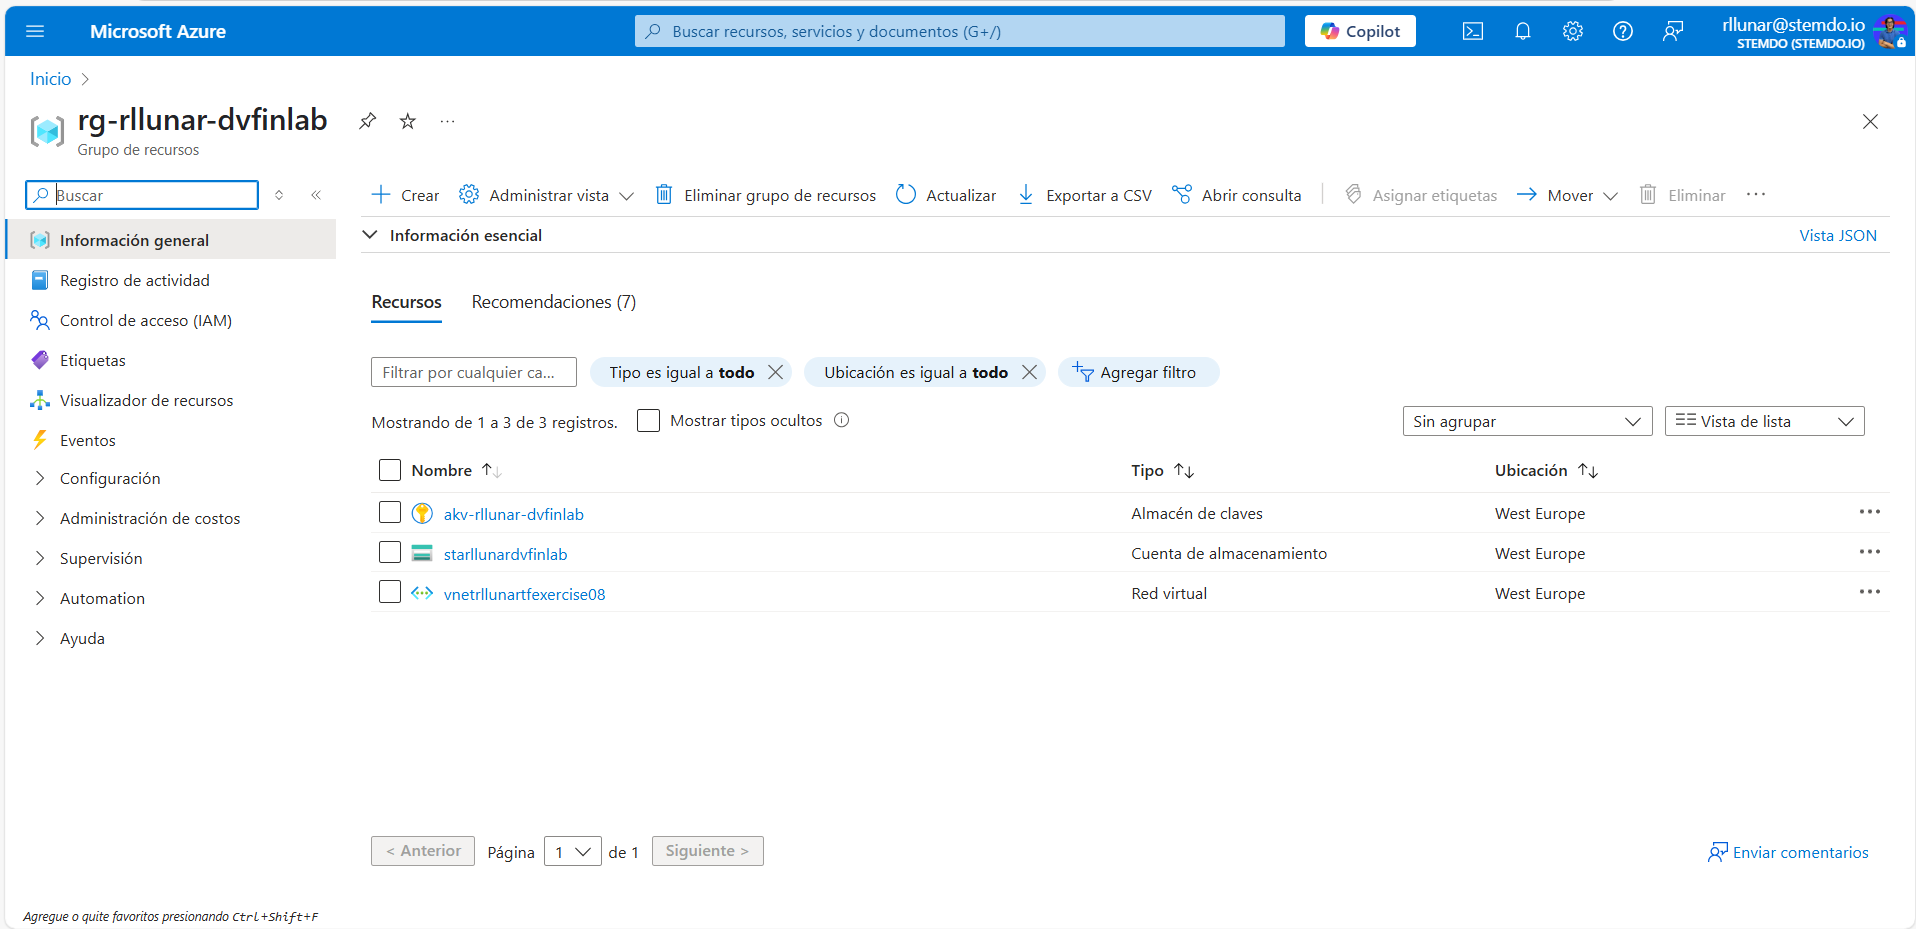 Microsoft Azure
Buscar recursos, servicios y documentos (G+/)
Copilot
rllunar@stemdo.io
STEMDO (STEMDO.IO)
Inicio
rg-rllunar-dvfinlab
Grupo de recursos
Buscar
Crear
Administrar vista
Eliminar grupo de recursos
Actualizar
Exportar a CSV
Abrir consulta
Asignar etiquetas
Mover
Eliminar
Información general
Registro de actividad
Control de acceso (IAM)
Etiquetas
Visualizador de recursos
Eventos
Configuración
Administración de costos
Supervisión
Automation
Ayuda
Información esencial
Vista JSON
Recursos
Recomendaciones (7)
Filtrar por cualquier ca...
Tipo es igual a todo
Ubicación es igual a todo
Agregar filtro
Mostrando de 1 a 3 de 3 registros.
Mostrar tipos ocultos
Sin agrupar
Vista de lista
Nombre Tipo Ubicación
akv-rllunar-dvfinlab Almacén de claves West Europe
starllunardvfinlab Cuenta de almacenamiento West Europe
vnetrllunartfexercise08 Red virtual West Europe
< Anterior Página 1 de 1 Siguiente >
Enviar comentarios
Agregue o quite favoritos presionando Ctrl+Shift+F